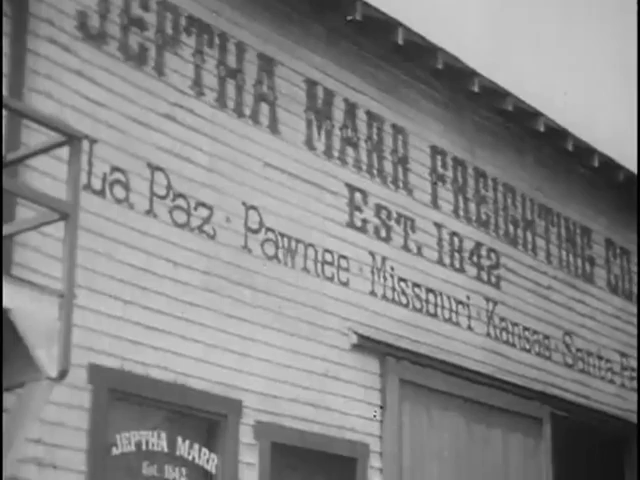 JEPTHA MARR FREIGHTING CO
EST. 1842
La Paz · Pawnee · Missouri · Kansas · Santa Fe
JEPTHA MARR
Est. 1842